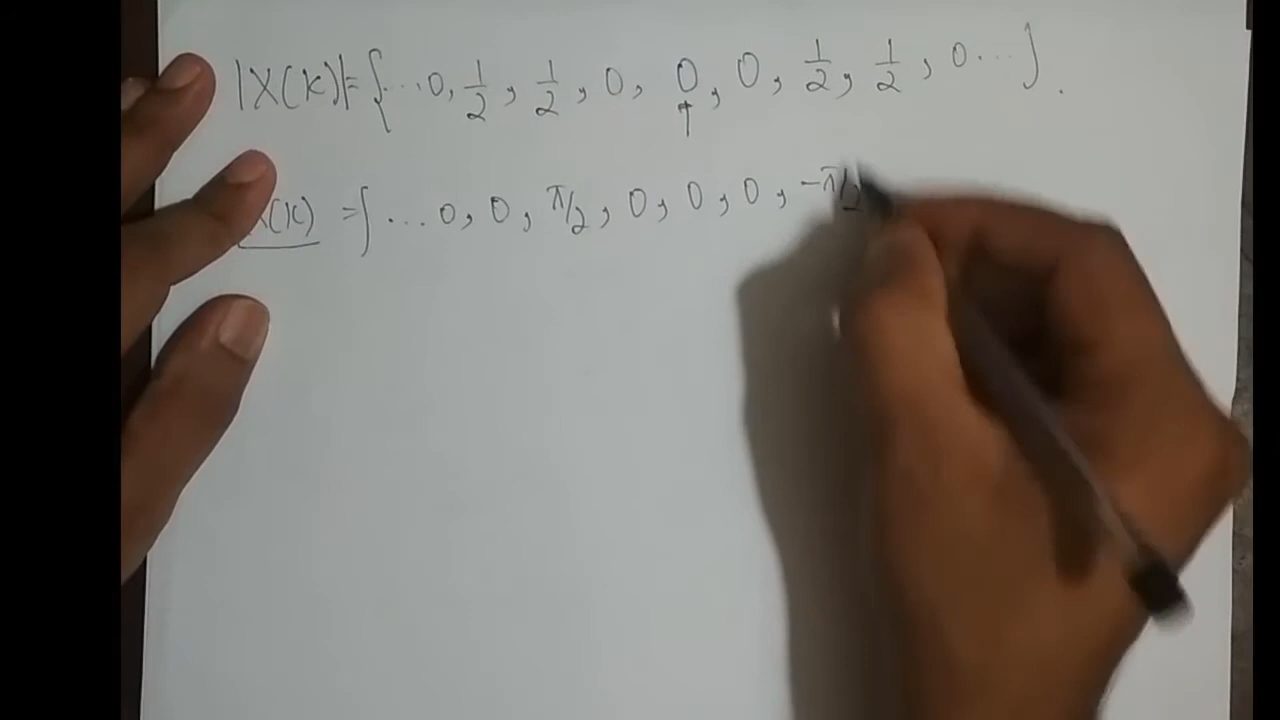 |X(K)|= {...0, 1/2, 1/2, 0, 0, 0, 1/2, 1/2, 0...}.
↑
X(K) ={ ...0, 0, π/2, 0, 0, 0, -π/2